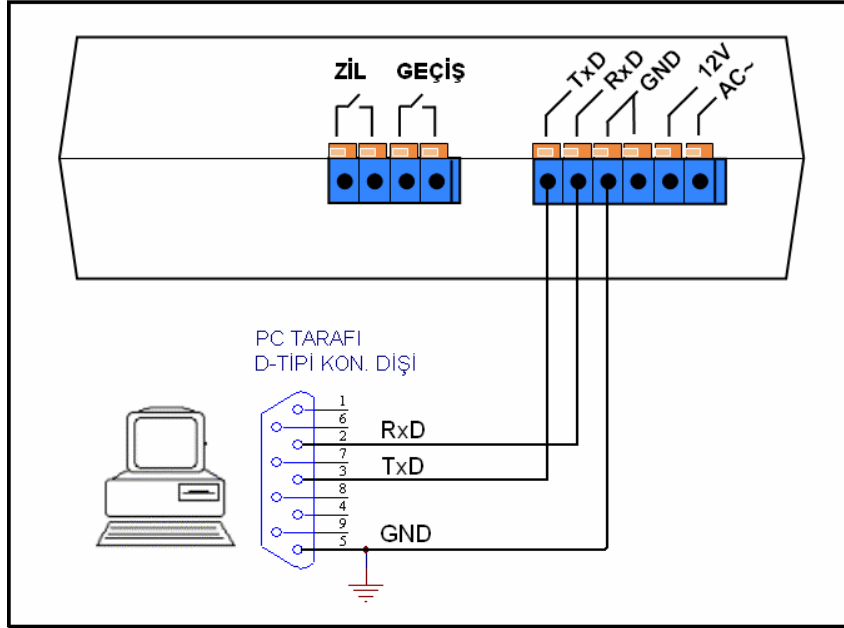 ZİL GEÇİŞ
TxD RxD GND 12V AC~
PC TARAFI
D-TİPİ KON. DİŞİ
1
6
2 RxD
7
3 TxD
8
4
9
5 GND